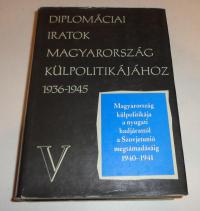 DIPLOMÁCIAI
IRATOK
MAGYARORSZÁG
KÜLPOLITIKÁJÁHOZ
1936-1945
Magyarország
külpolitikája
a nyugati
hadjárattól
a Szovjetunió
megtámadásáig
1940-1941
V